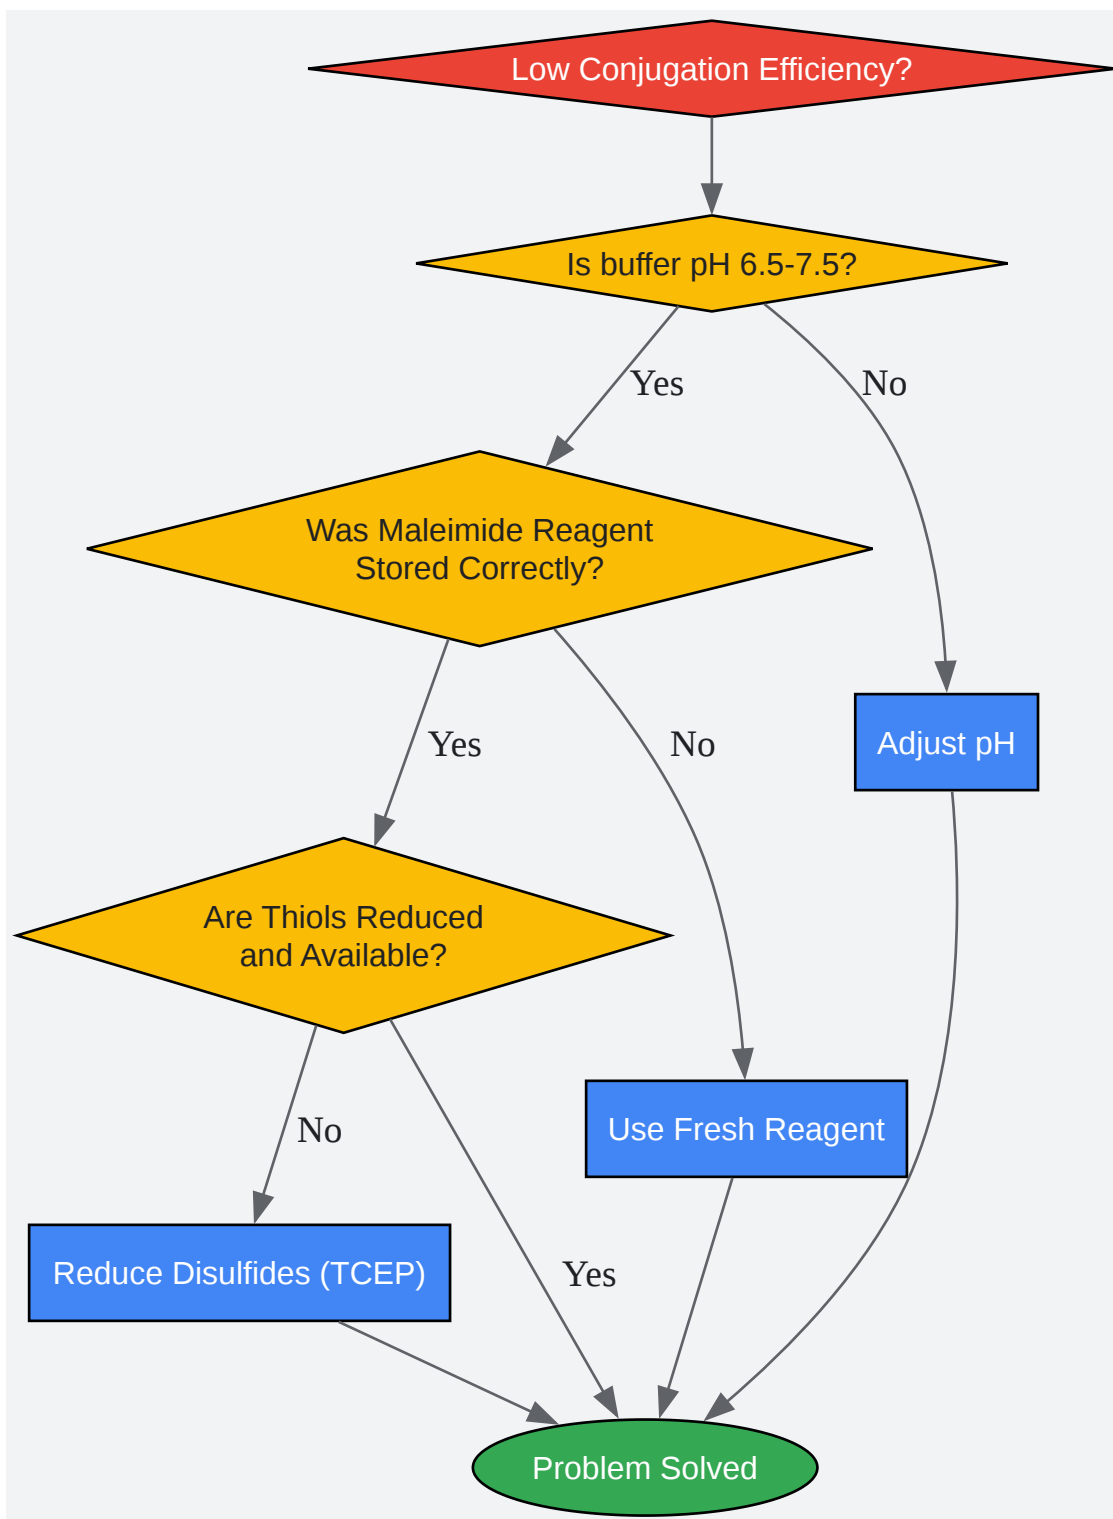 Low Conjugation Efficiency?
Is buffer pH 6.5-7.5?
Yes
No
Was Maleimide Reagent
Stored Correctly?
Yes
No
Adjust pH
Are Thiols Reduced
and Available?
No
Use Fresh Reagent
Reduce Disulfides (TCEP)
Yes
Problem Solved